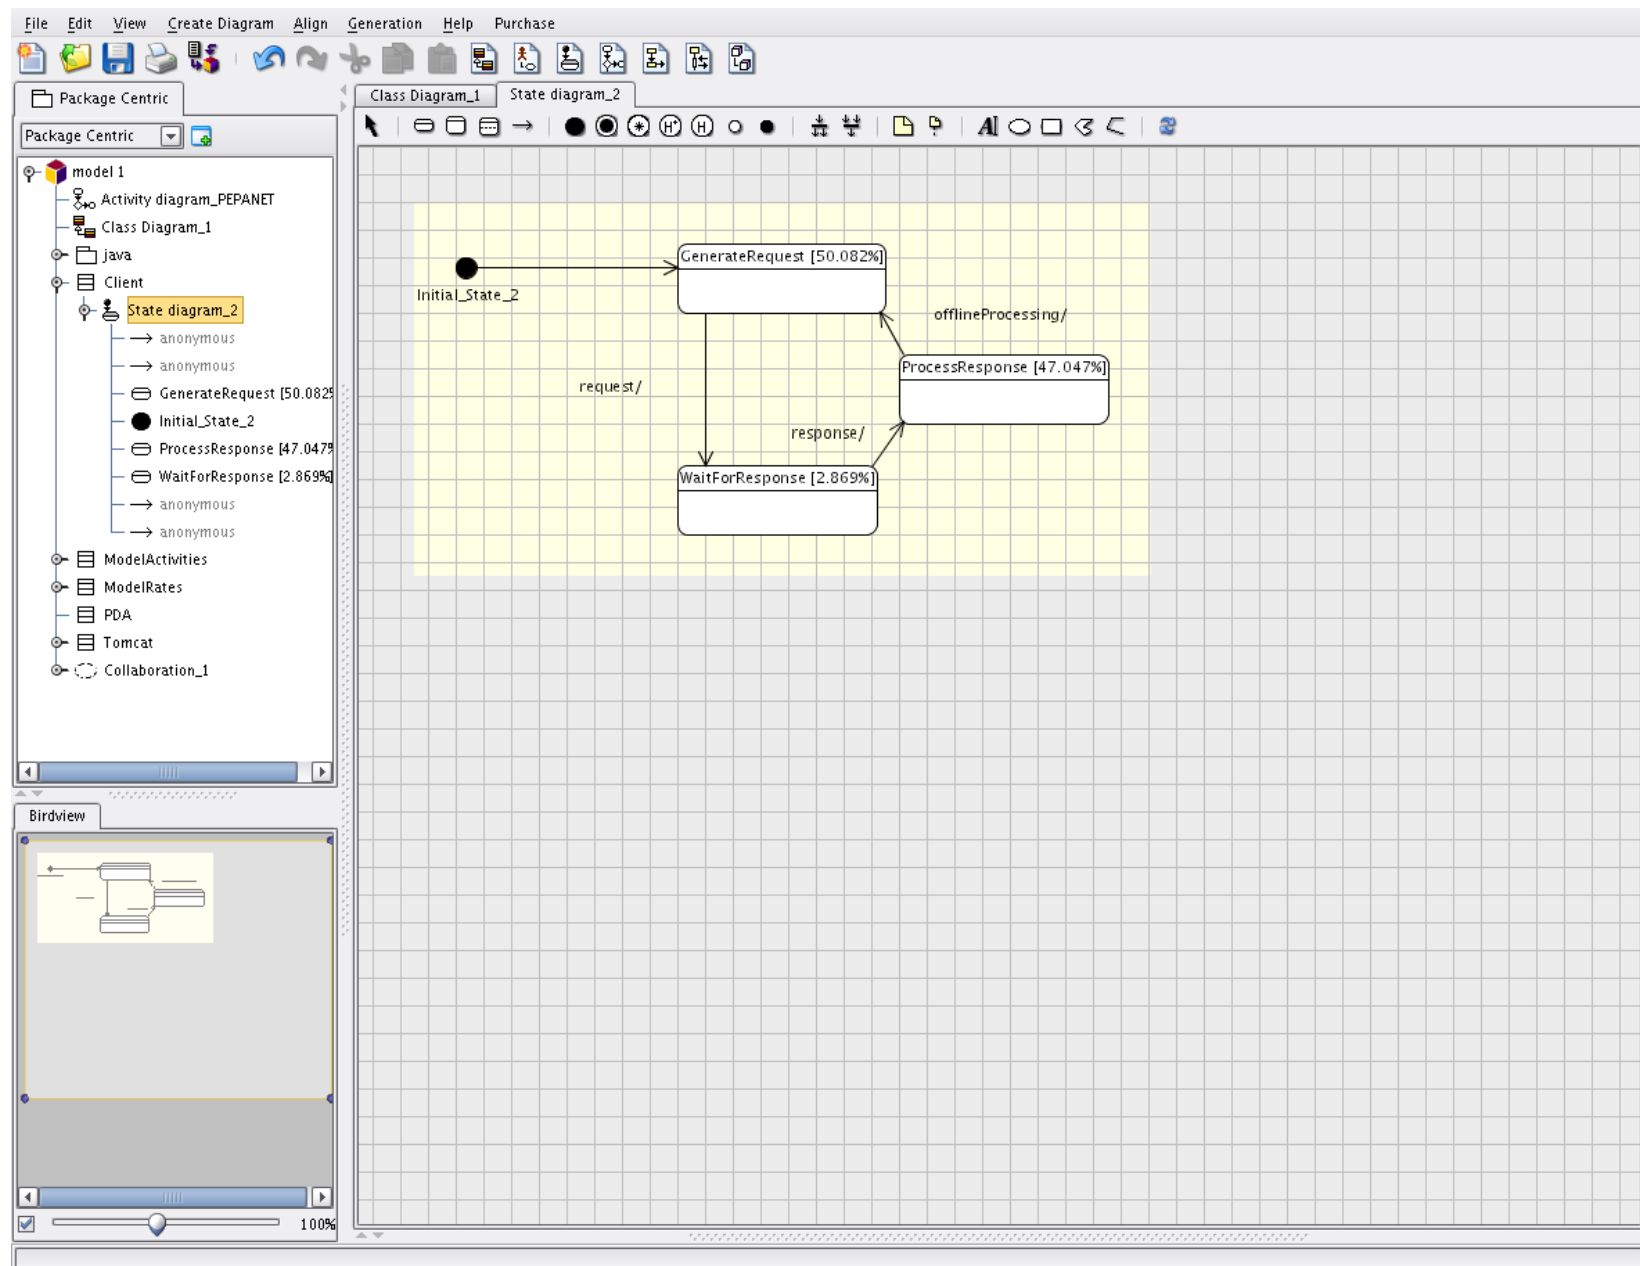 File Edit View Create Diagram Align Generation Help Purchase
Package Centric
Package Centric
model 1
Activity diagram_PEPANET
Class Diagram_1
java
Client
State diagram_2
anonymous
anonymous
GenerateRequest [50.082%
Initial_State_2
ProcessResponse [47.047%
WaitForResponse [2.869%]
anonymous
anonymous
ModelActivities
ModelRates
PDA
Tomcat
Collaboration_1
Birdview
100%
Class Diagram_1 State diagram_2
H* H A
GenerateRequest [50.082%]
Initial_State_2
offlineProcessing/
ProcessResponse [47.047%]
request/
response/
WaitForResponse [2.869%]